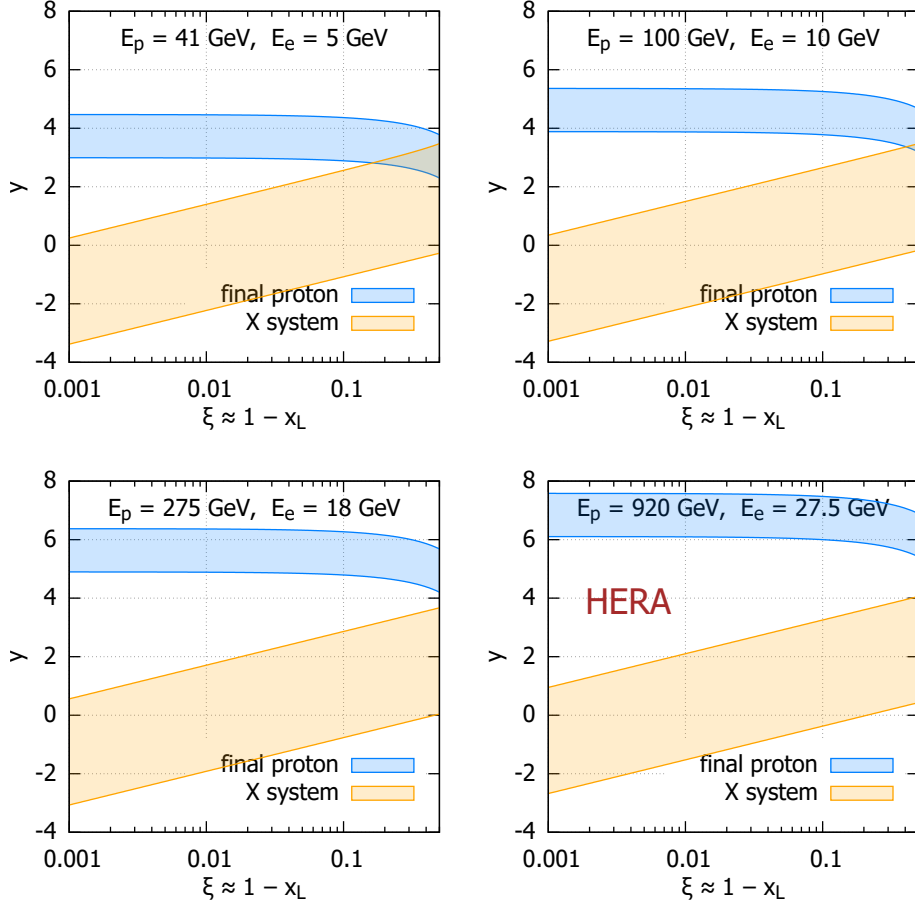 E_p = 41 GeV, E_e = 5 GeV
8
6
4
2
0
-2
-4
y
final proton
X system
0.001
0.01
0.1
ξ ≈ 1 − x_L
E_p = 100 GeV, E_e = 10 GeV
8
6
4
2
0
-2
-4
y
final proton
X system
0.001
0.01
0.1
ξ ≈ 1 − x_L
E_p = 275 GeV, E_e = 18 GeV
8
6
4
2
0
-2
-4
y
final proton
X system
0.001
0.01
0.1
ξ ≈ 1 − x_L
E_p = 920 GeV, E_e = 27.5 GeV
8
6
4
2
0
-2
-4
y
HERA
final proton
X system
0.001
0.01
0.1
ξ ≈ 1 − x_L